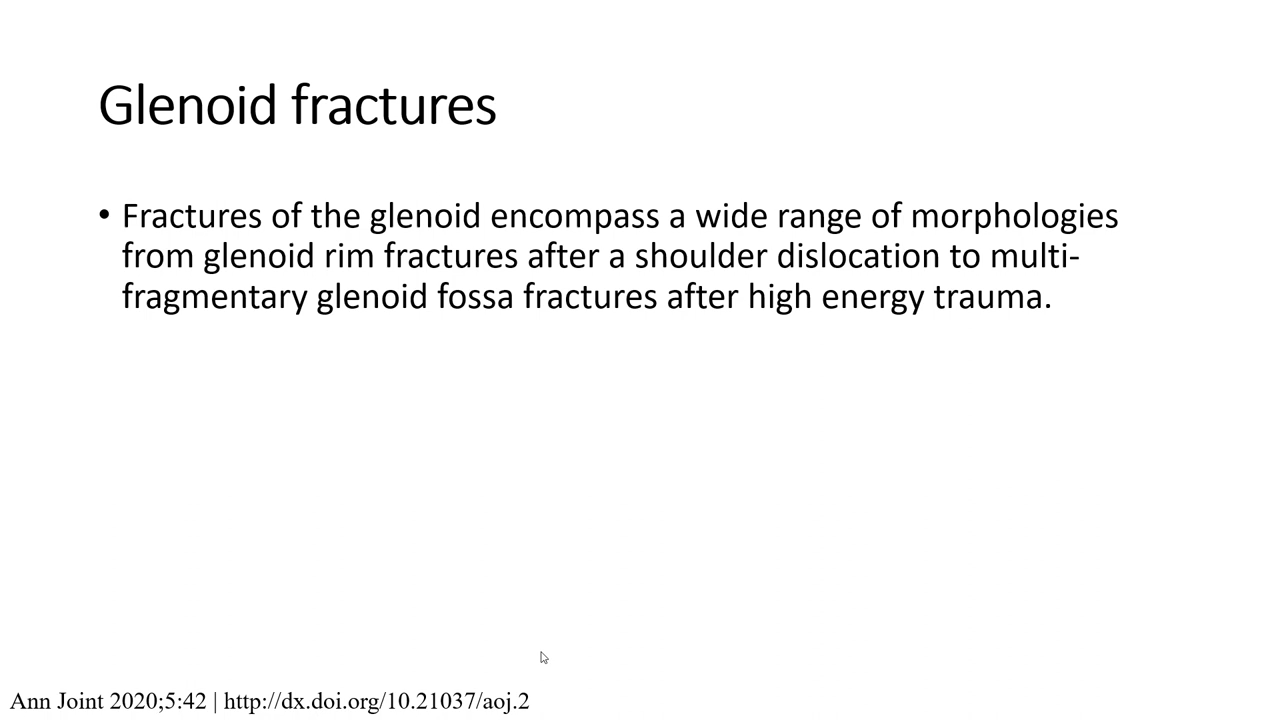 Glenoid fractures
• Fractures of the glenoid encompass a wide range of morphologies
from glenoid rim fractures after a shoulder dislocation to multi-
fragmentary glenoid fossa fractures after high energy trauma.
Ann Joint 2020;5:42 | http://dx.doi.org/10.21037/aoj.2